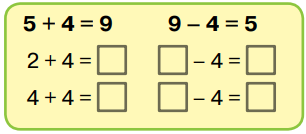 5 + 4 = 9 9 – 4 = 5
2 + 4 = □ □ – 4 = □
4 + 4 = □ □ – 4 = □